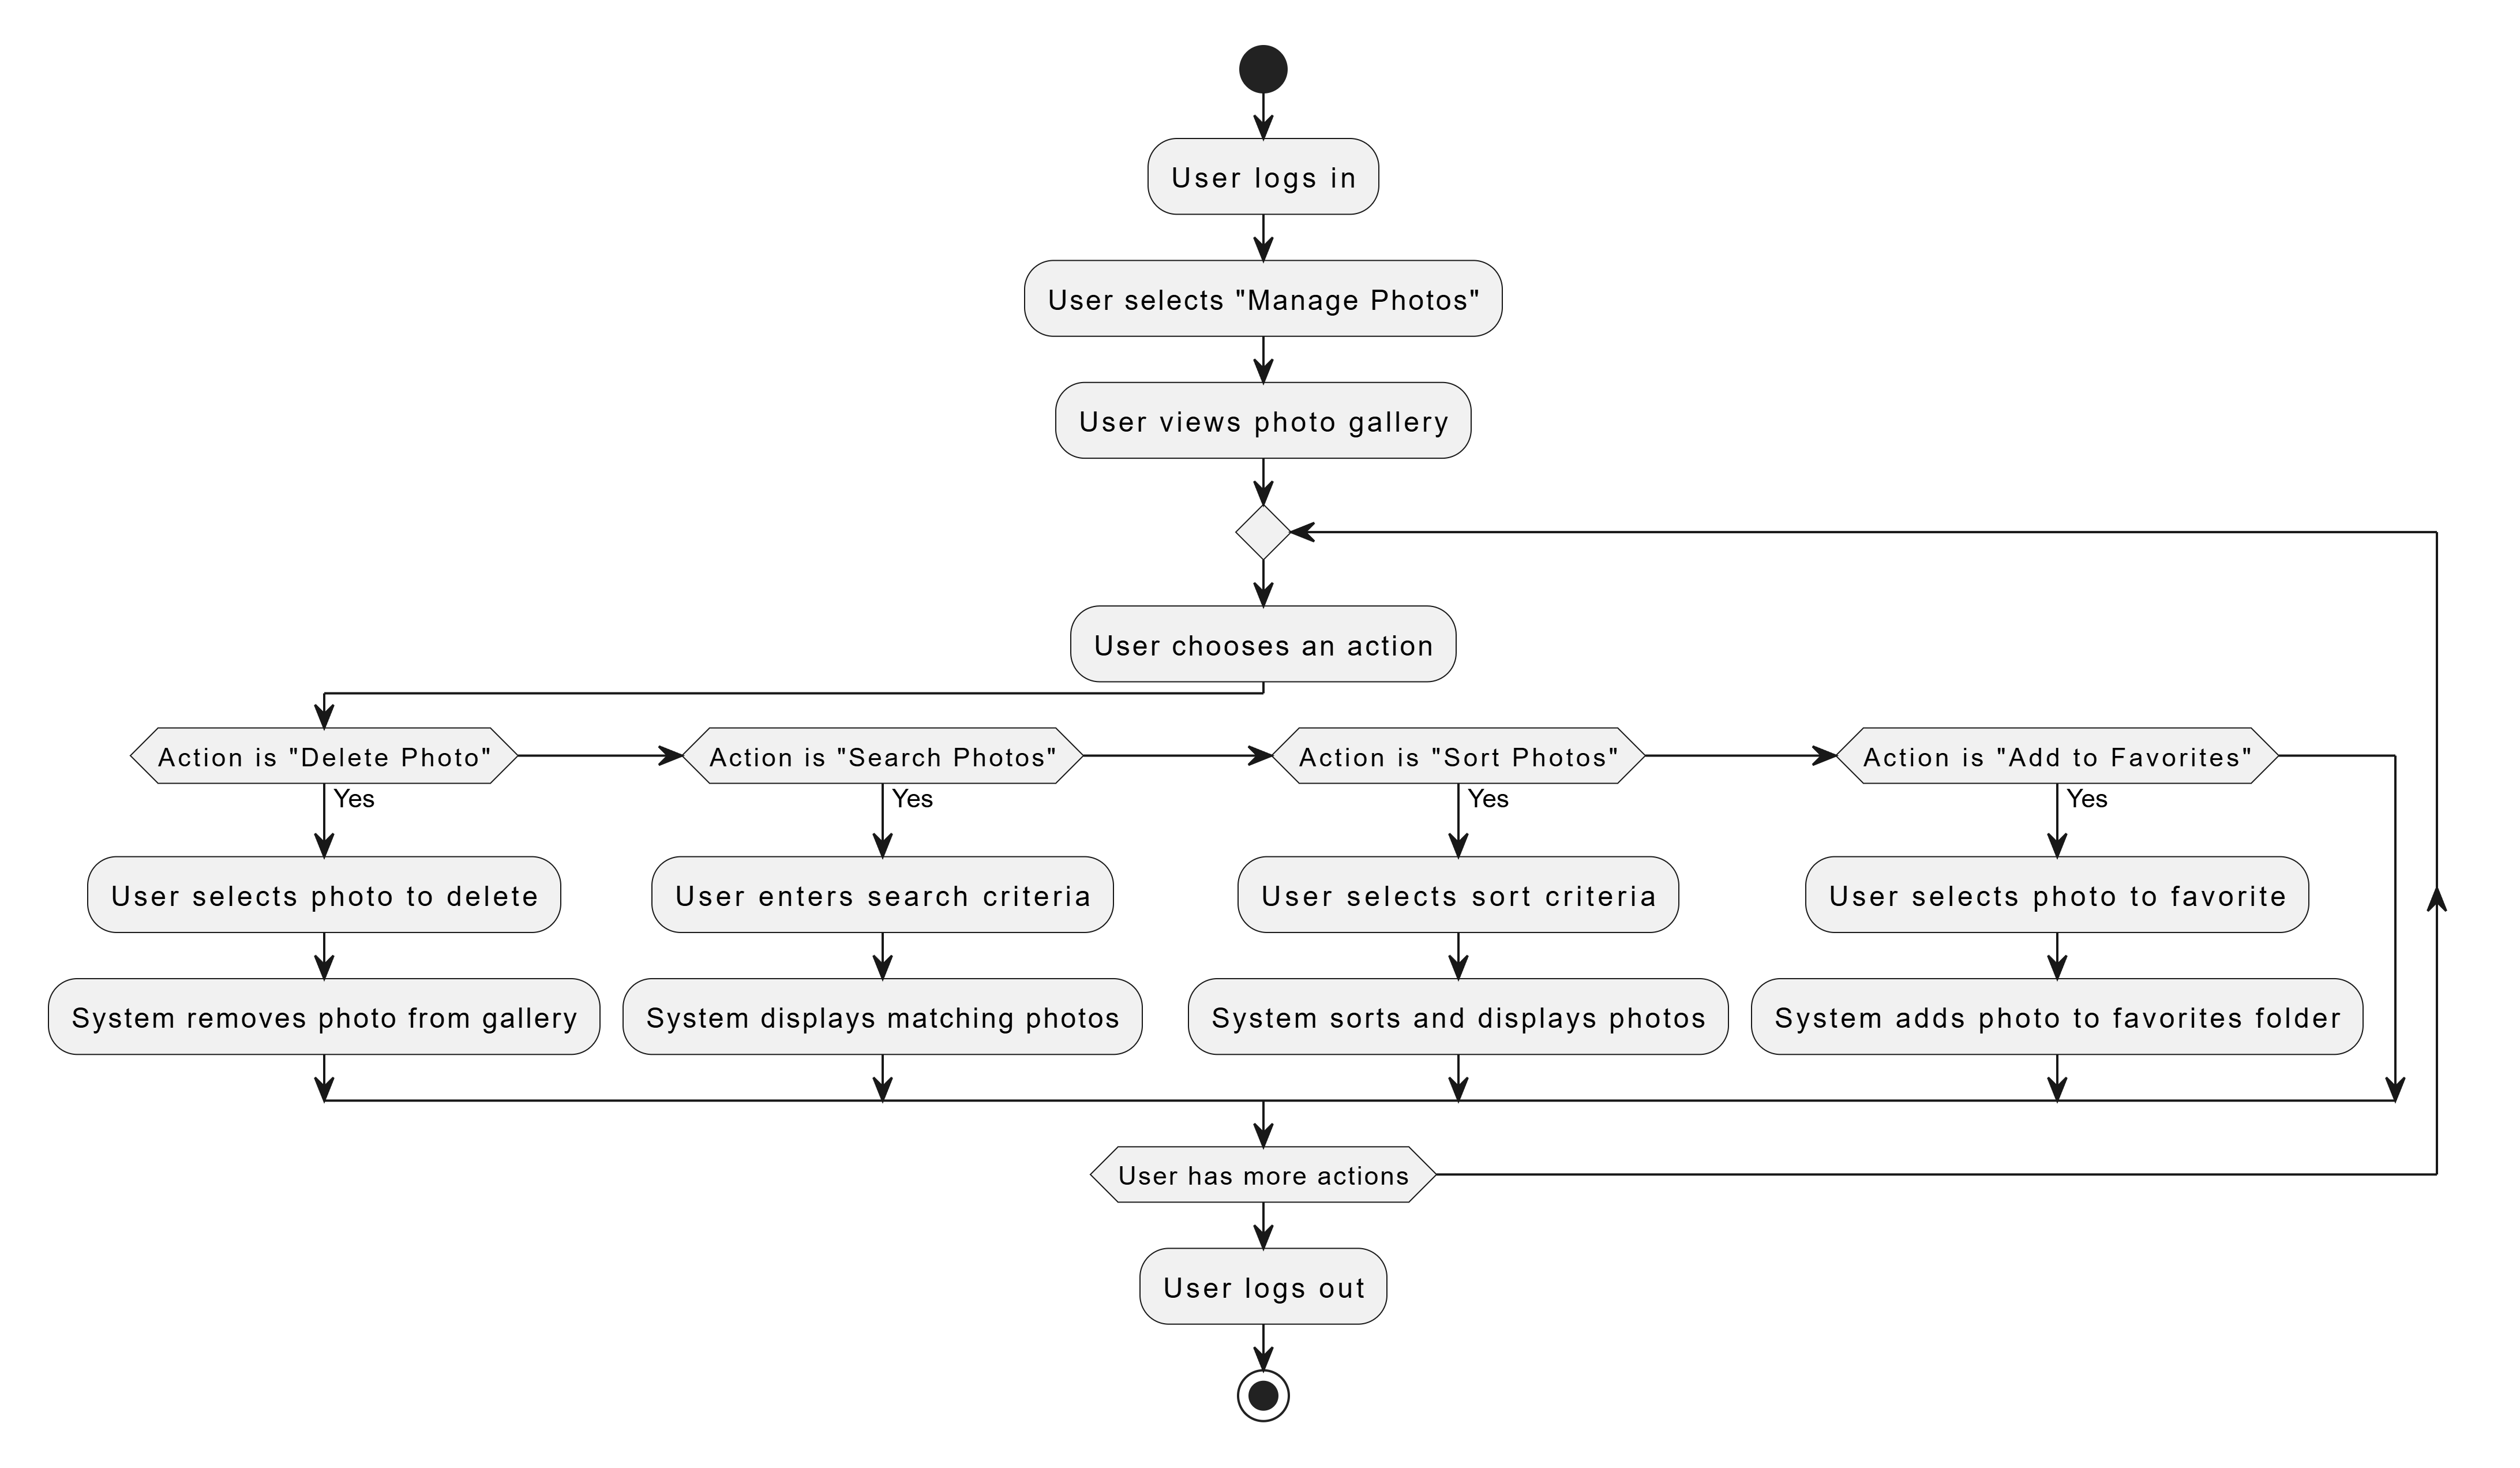 User logs in
User selects "Manage Photos"
User views photo gallery
User chooses an action
Action is "Delete Photo"
Action is "Search Photos"
Action is "Sort Photos"
Action is "Add to Favorites"
Yes
Yes
Yes
Yes
User selects photo to delete
User enters search criteria
User selects sort criteria
User selects photo to favorite
System removes photo from gallery
System displays matching photos
System sorts and displays photos
System adds photo to favorites folder
User has more actions
User logs out